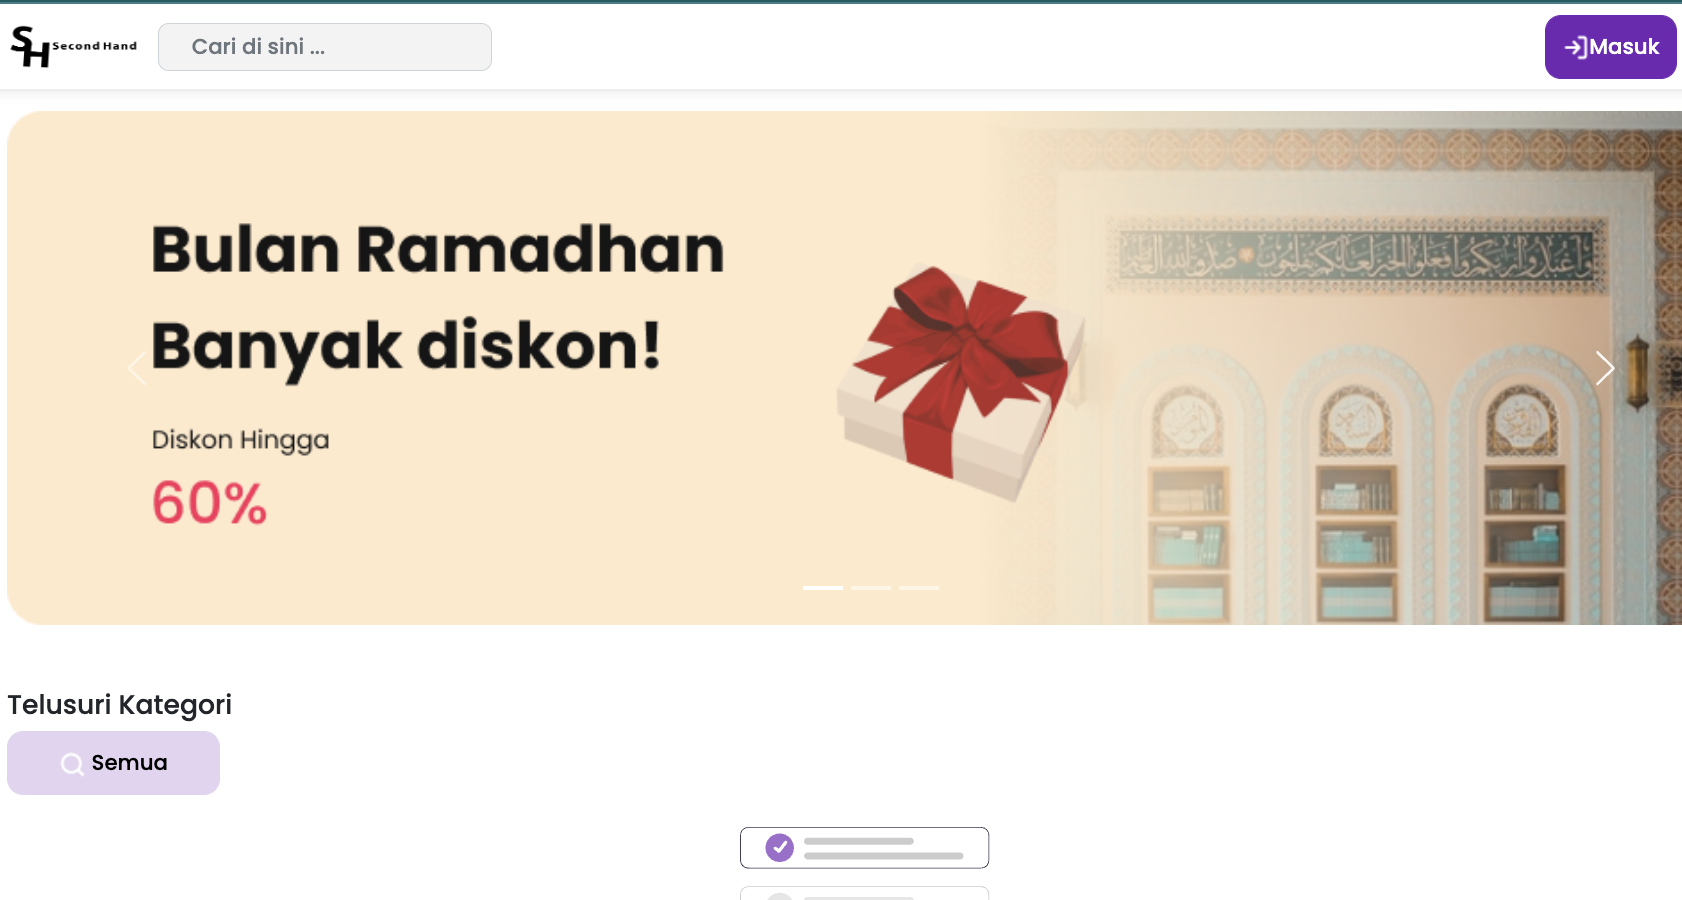 SH Second Hand
Cari di sini ...
Masuk
Bulan Ramadhan
Banyak diskon!
Diskon Hingga
60%
Telusuri Kategori
Semua